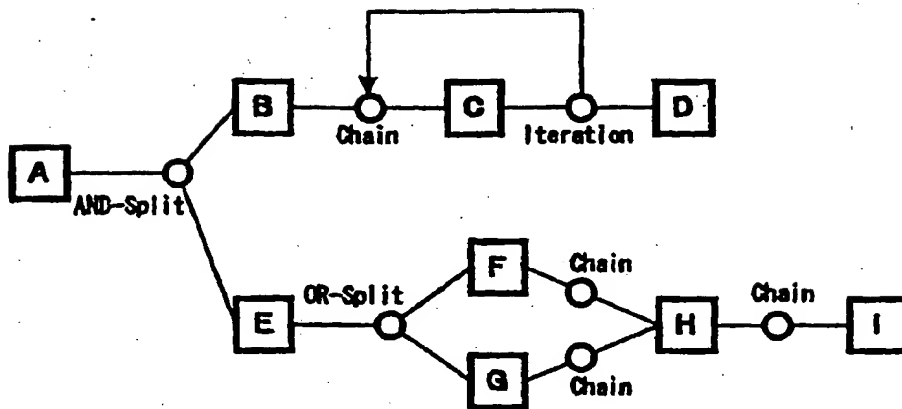 B
C
D
Chain
Iteration
A
AND-Split
F
Chain
OR-Split
Chain
E
H
I
G
Chain